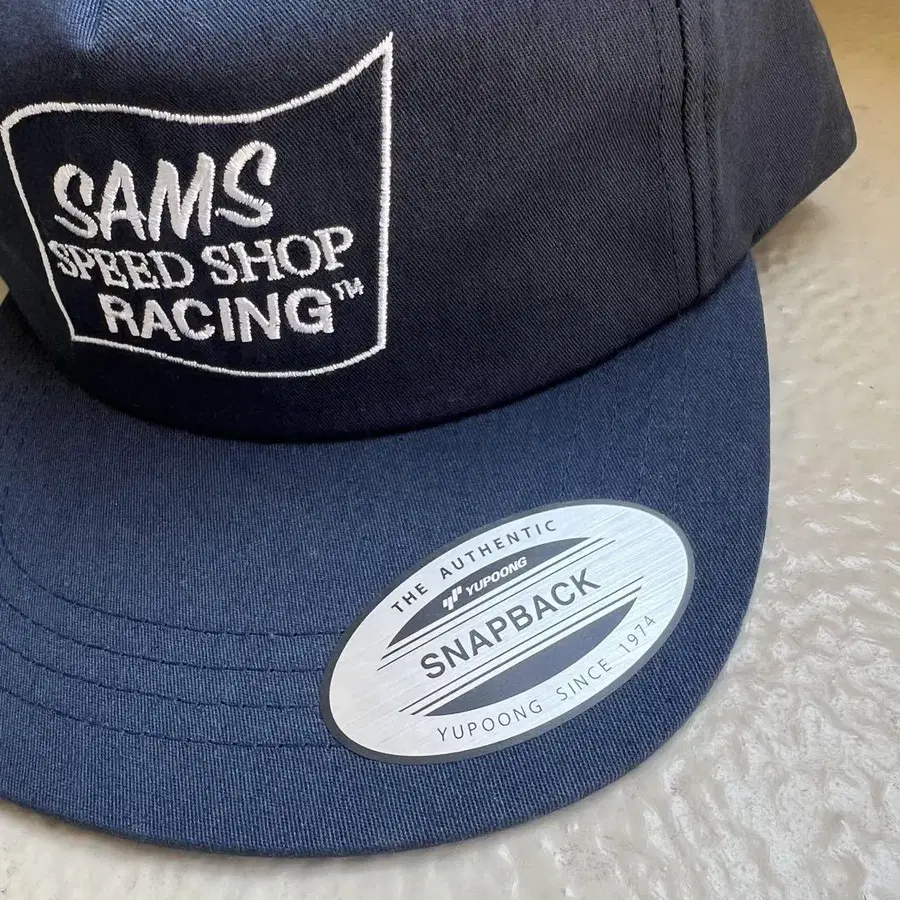 SAMS
SPEED SHOP
RACING™
THE AUTHENTIC
YUPOONG
SNAPBACK
YUPOONG SINCE 1974